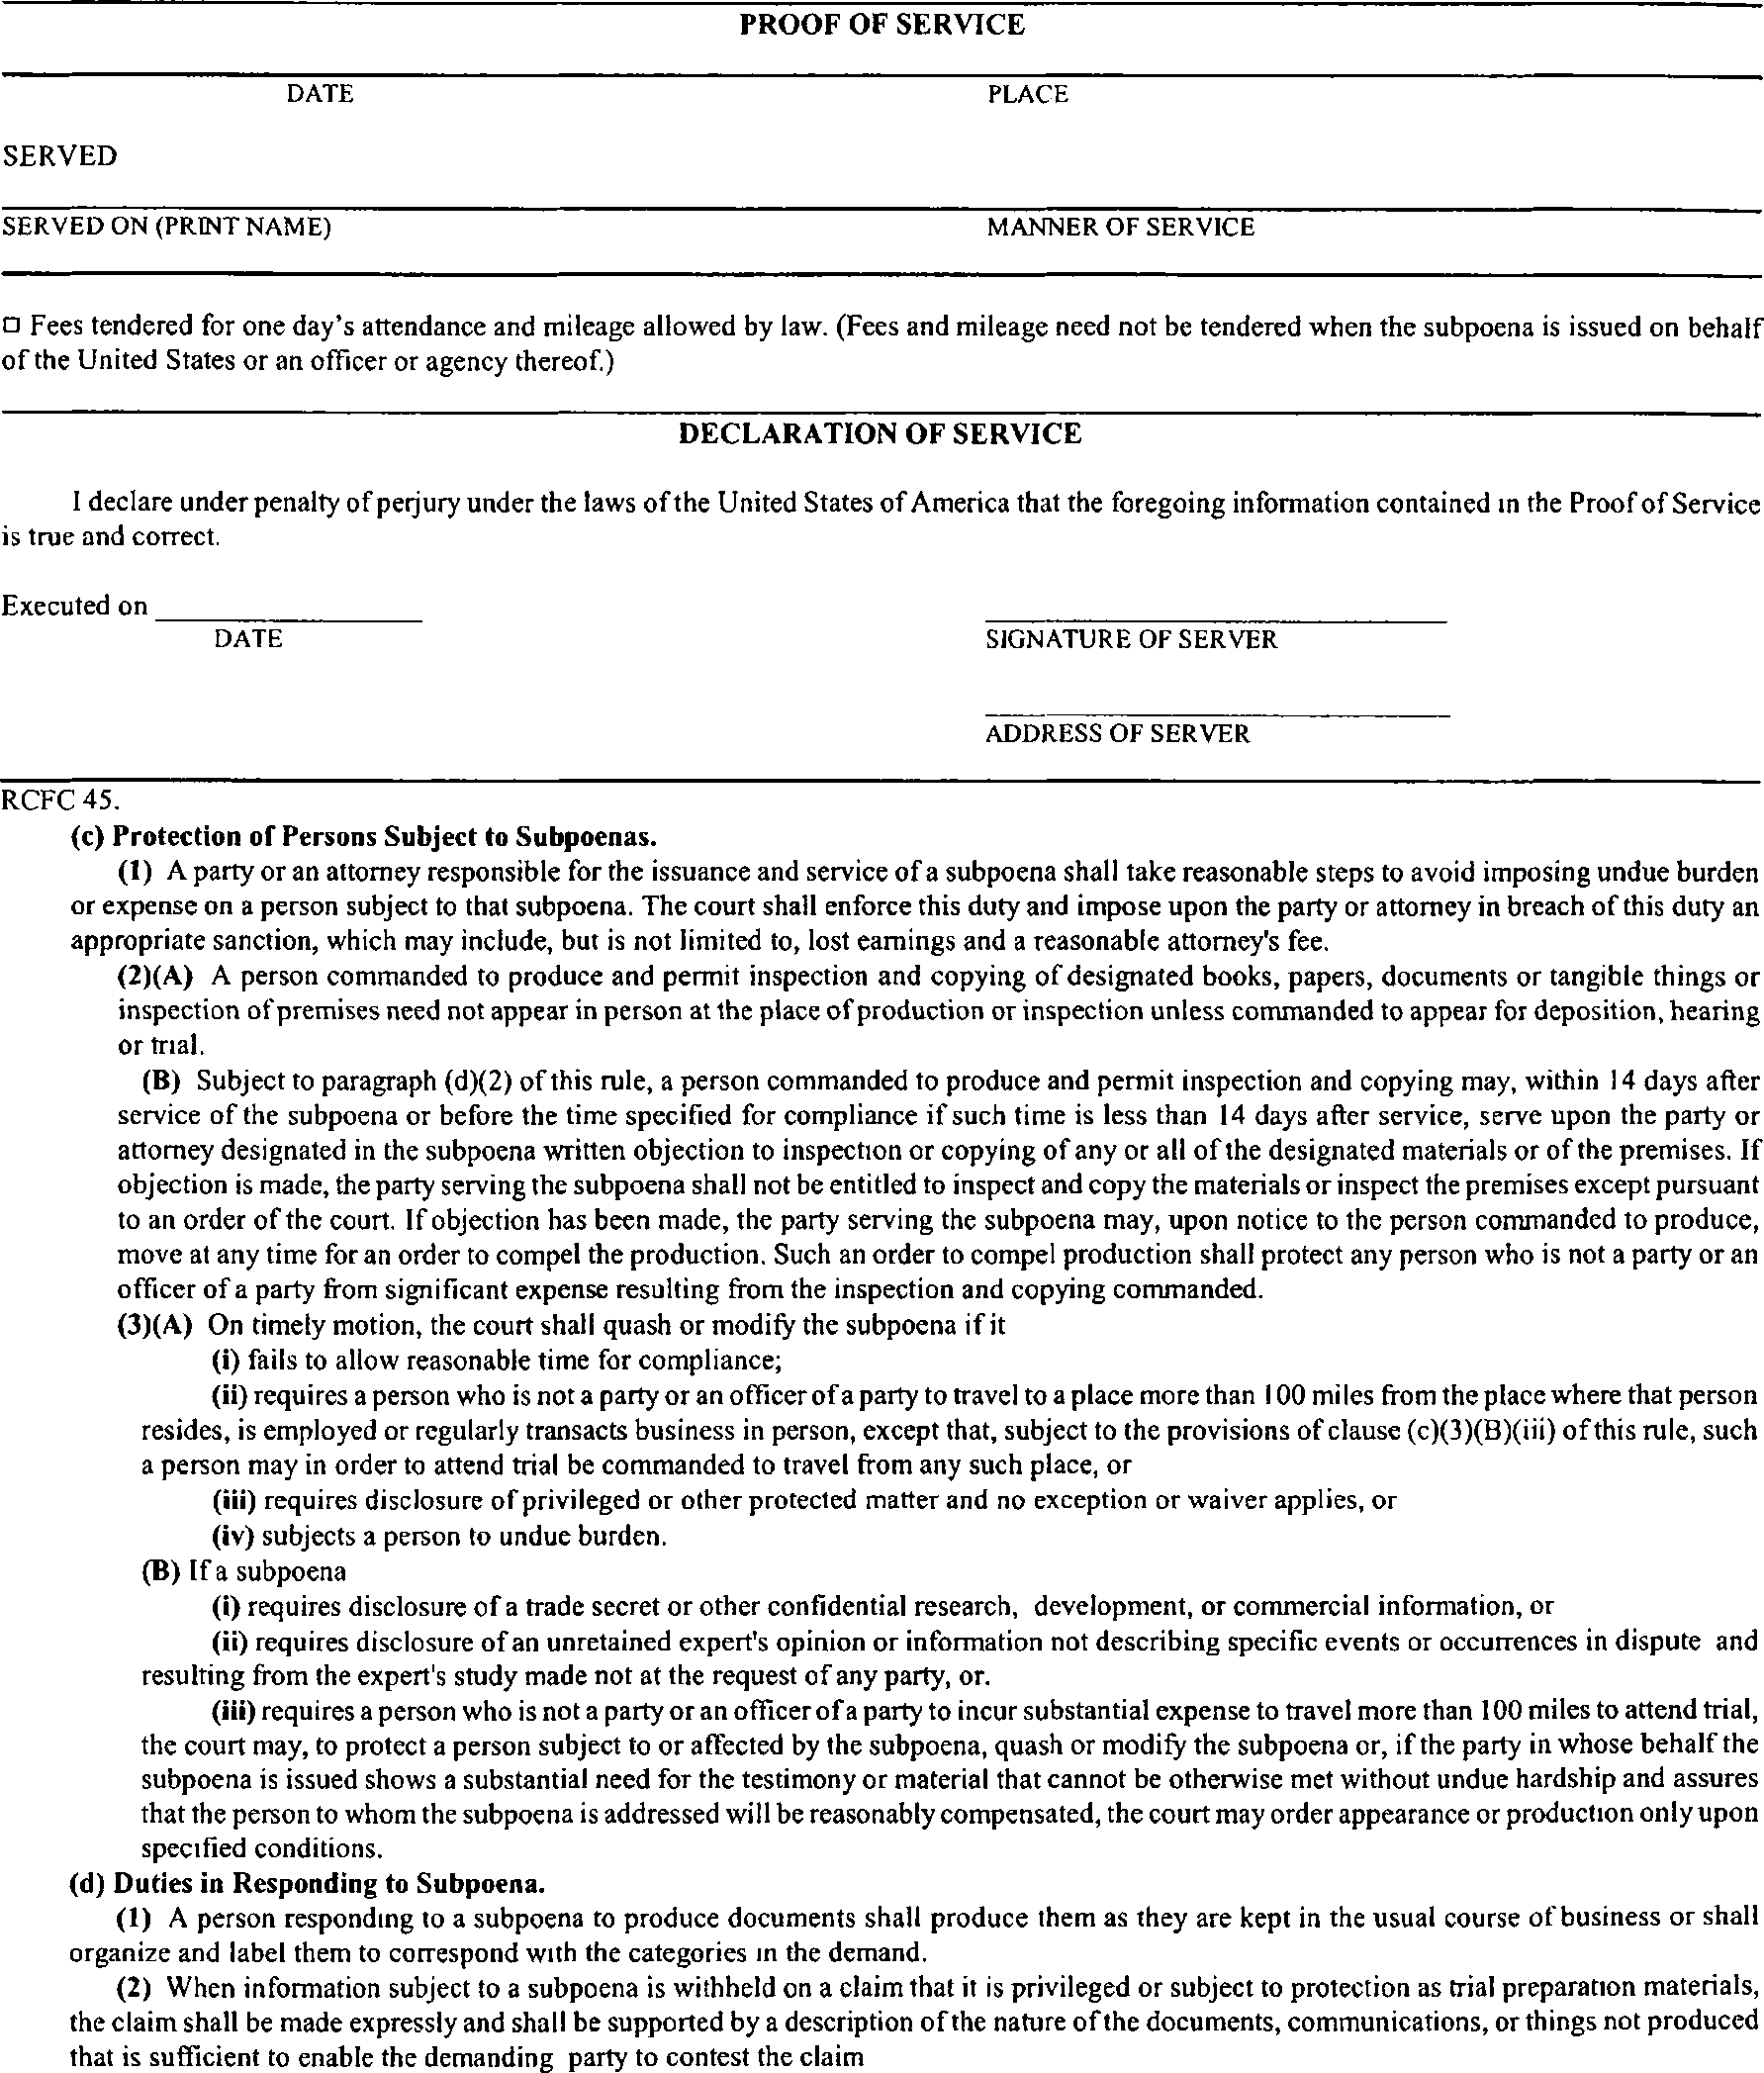 PROOF OF SERVICE
DATE PLACE
SERVED
SERVED ON (PRINT NAME) MANNER OF SERVICE
□ Fees tendered for one day's attendance and mileage allowed by law. (Fees and mileage need not be tendered when the subpoena is issued on behalf
of the United States or an officer or agency thereof.)
DECLARATION OF SERVICE
I declare under penalty of perjury under the laws of the United States of America that the foregoing information contained in the Proof of Service
is true and correct.
Executed on
DATE SIGNATURE OF SERVER
ADDRESS OF SERVER
RCFC 45.
(c) Protection of Persons Subject to Subpoenas.
(1) A party or an attorney responsible for the issuance and service of a subpoena shall take reasonable steps to avoid imposing undue burden
or expense on a person subject to that subpoena. The court shall enforce this duty and impose upon the party or attorney in breach of this duty an
appropriate sanction, which may include, but is not limited to, lost earnings and a reasonable attorney's fee.
(2)(A) A person commanded to produce and permit inspection and copying of designated books, papers, documents or tangible things or
inspection of premises need not appear in person at the place of production or inspection unless commanded to appear for deposition, hearing
or trial.
(B) Subject to paragraph (d)(2) of this rule, a person commanded to produce and permit inspection and copying may, within 14 days after
service of the subpoena or before the time specified for compliance if such time is less than 14 days after service, serve upon the party or
attorney designated in the subpoena written objection to inspection or copying of any or all of the designated materials or of the premises. If
objection is made, the party serving the subpoena shall not be entitled to inspect and copy the materials or inspect the premises except pursuant
to an order of the court. If objection has been made, the party serving the subpoena may, upon notice to the person commanded to produce,
move at any time for an order to compel the production. Such an order to compel production shall protect any person who is not a party or an
officer of a party from significant expense resulting from the inspection and copying commanded.
(3)(A) On timely motion, the court shall quash or modify the subpoena if it
(i) fails to allow reasonable time for compliance;
(ii) requires a person who is not a party or an officer of a party to travel to a place more than 100 miles from the place where that person
resides, is employed or regularly transacts business in person, except that, subject to the provisions of clause (c)(3)(B)(iii) of this rule, such
a person may in order to attend trial be commanded to travel from any such place, or
(iii) requires disclosure of privileged or other protected matter and no exception or waiver applies, or
(iv) subjects a person to undue burden.
(B) If a subpoena
(i) requires disclosure of a trade secret or other confidential research, development, or commercial information, or
(ii) requires disclosure of an unretained expert's opinion or information not describing specific events or occurrences in dispute and
resulting from the expert's study made not at the request of any party, or.
(iii) requires a person who is not a party or an officer of a party to incur substantial expense to travel more than 100 miles to attend trial,
the court may, to protect a person subject to or affected by the subpoena, quash or modify the subpoena or, if the party in whose behalf the
subpoena is issued shows a substantial need for the testimony or material that cannot be otherwise met without undue hardship and assures
that the person to whom the subpoena is addressed will be reasonably compensated, the court may order appearance or production only upon
specified conditions.
(d) Duties in Responding to Subpoena.
(1) A person responding to a subpoena to produce documents shall produce them as they are kept in the usual course of business or shall
organize and label them to correspond with the categories in the demand.
(2) When information subject to a subpoena is withheld on a claim that it is privileged or subject to protection as trial preparation materials,
the claim shall be made expressly and shall be supported by a description of the nature of the documents, communications, or things not produced
that is sufficient to enable the demanding party to contest the claim